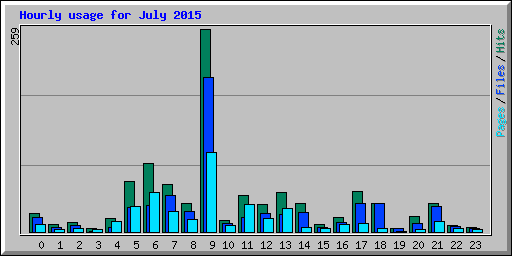 Hourly usage for July 2015
259
Pages / Files / Hits
0 1 2 3 4 5 6 7 8 9 10 11 12 13 14 15 16 17 18 19 20 21 22 23